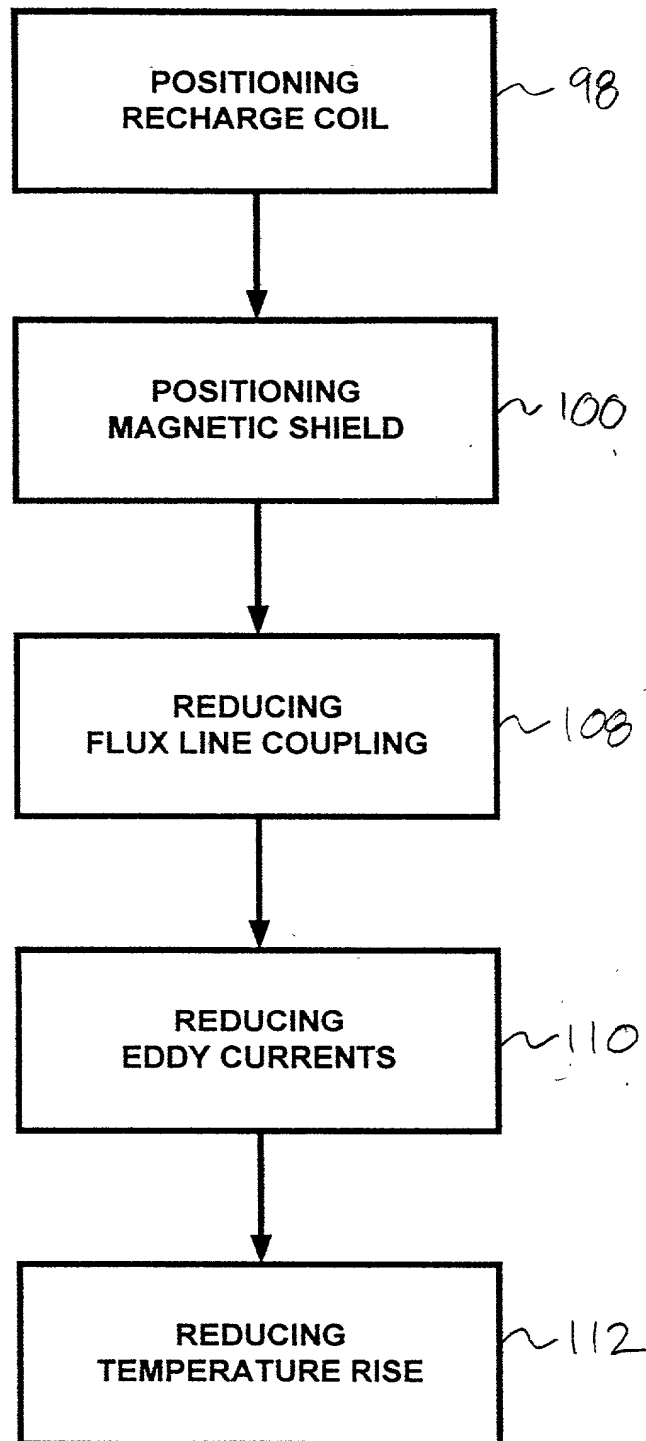 POSITIONING
RECHARGE COIL
98
POSITIONING
MAGNETIC SHIELD
100
REDUCING
FLUX LINE COUPLING
108
REDUCING
EDDY CURRENTS
110
REDUCING
TEMPERATURE RISE
112